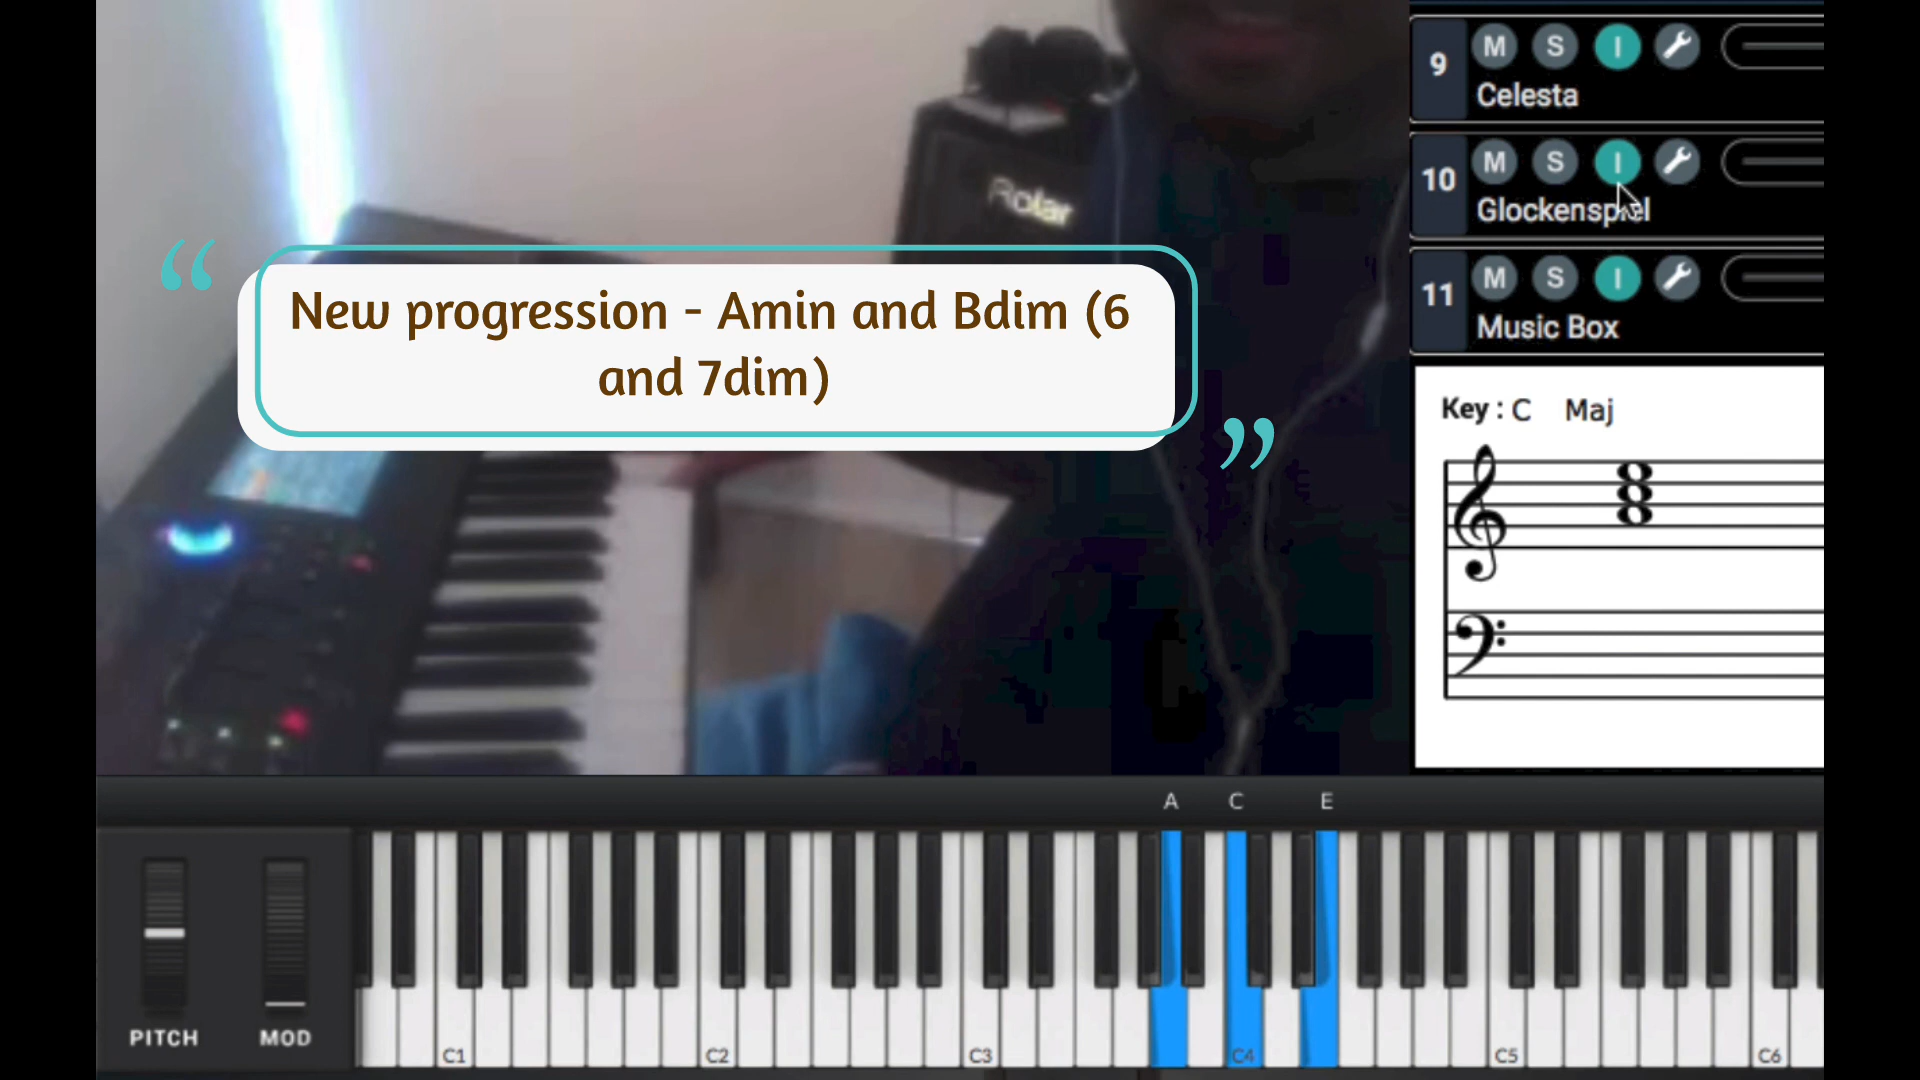 9 M S I
Celesta
10 M S I
Glockenspiel
11 M S I
Music Box
Rolan
“ New progression - Amin and Bdim (6
and 7dim) ”
Key : C Maj
A C E
PITCH MOD
C1 C2 C3 C4 C5 C6